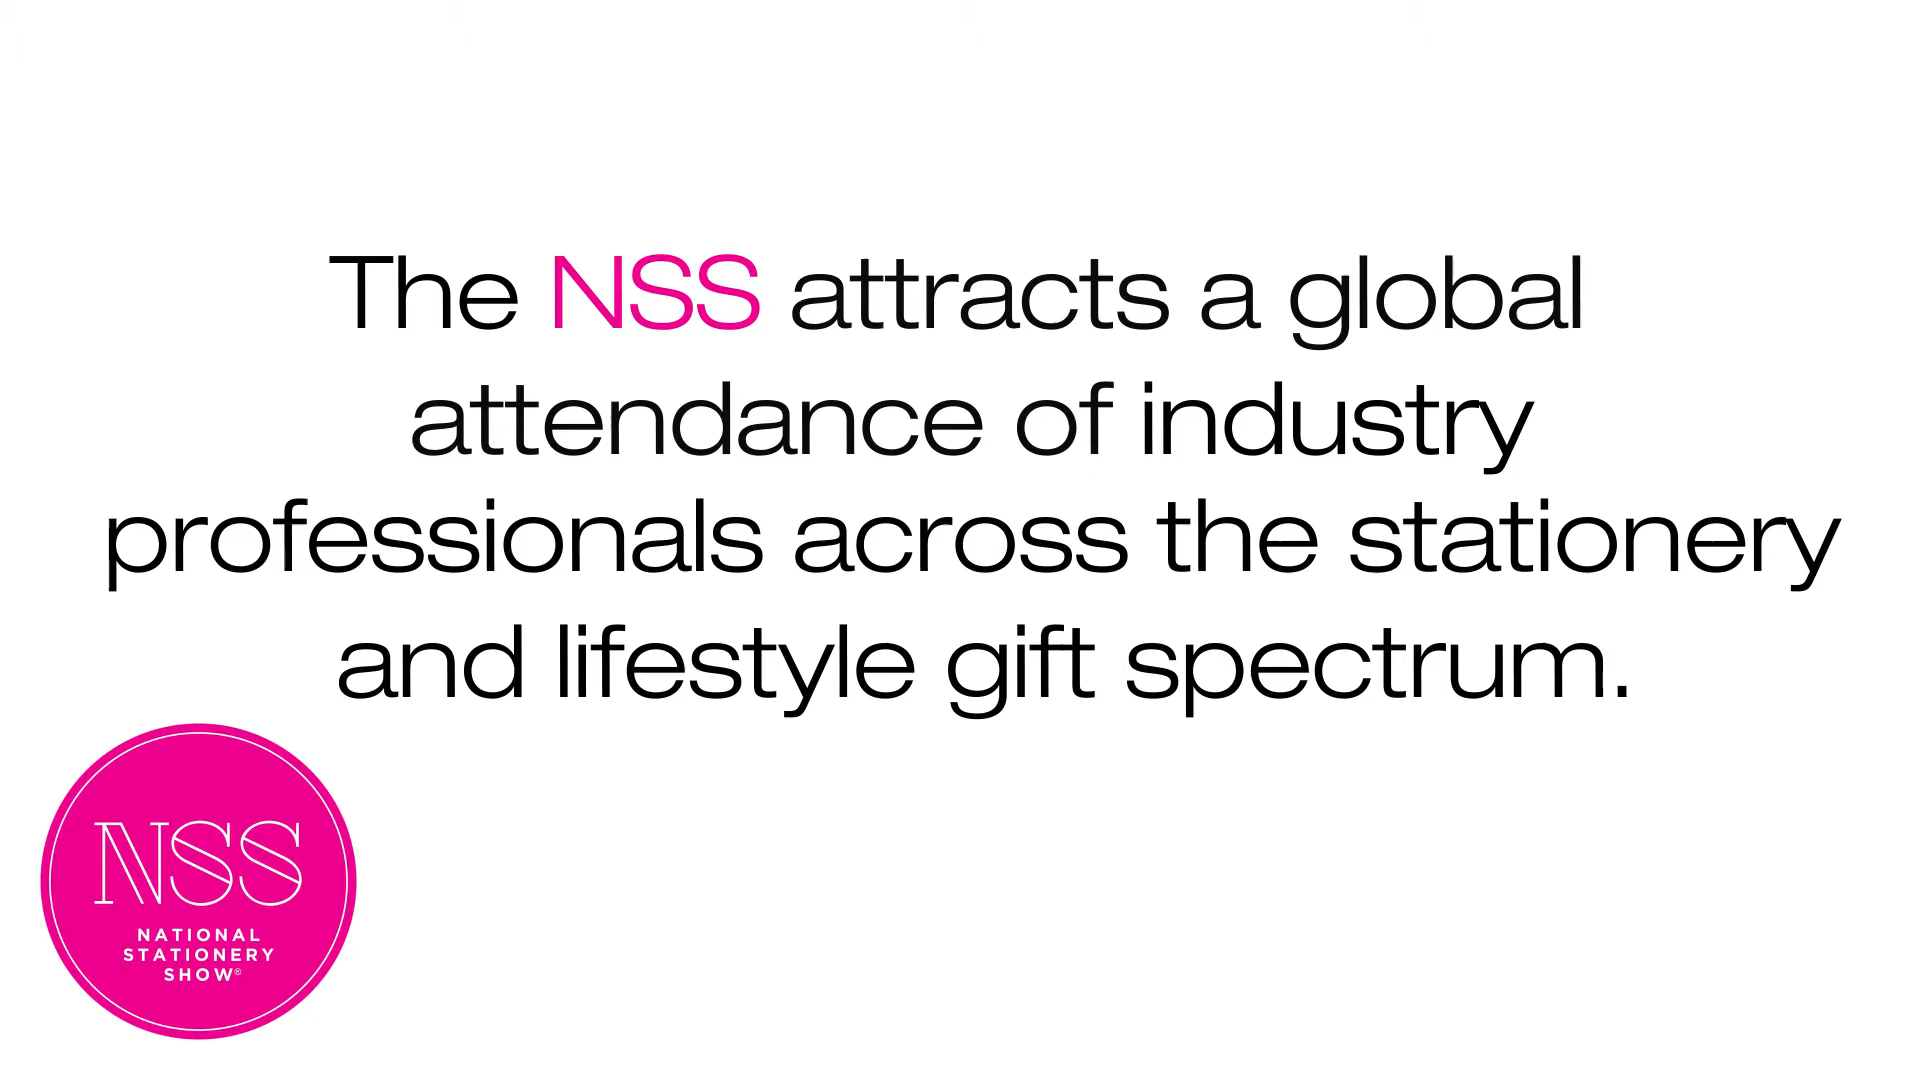 The NSS attracts a global
attendance of industry
professionals across the stationery
and lifestyle gift spectrum.
NSS
NATIONAL
STATIONERY
SHOW®